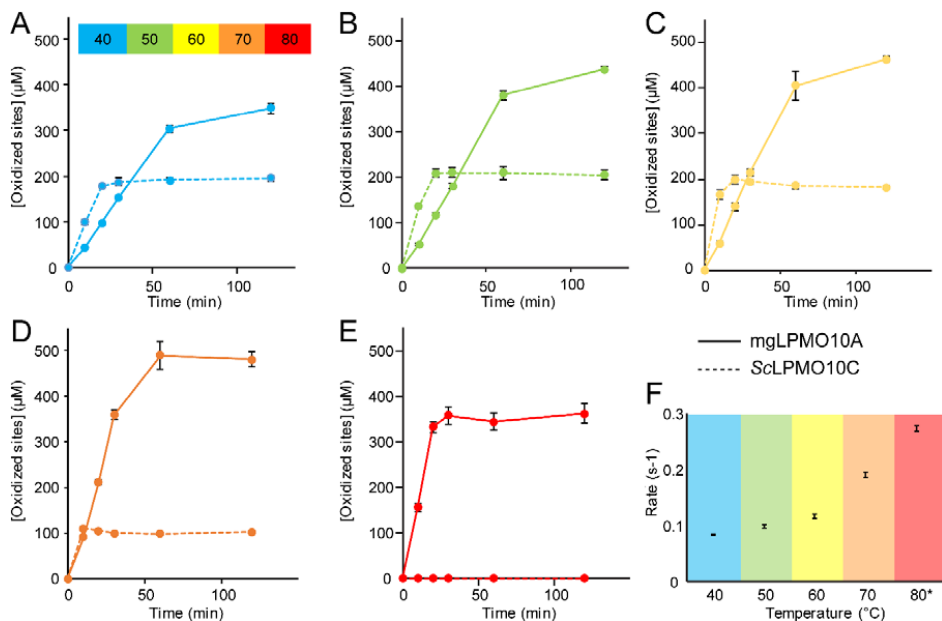 A
40 50 60 70 80
[Oxidized sites] (µM)
500
400
300
200
100
0
0 50 100
Time (min)
B
[Oxidized sites] (µM)
500
400
300
200
100
0
0 50 100
Time (min)
C
[Oxidized sites] (µM)
500
400
300
200
100
0
0 50 100
Time (min)
D
[Oxidized sites] (µM)
500
400
300
200
100
0
0 50 100
Time (min)
E
[Oxidized sites] (µM)
500
400
300
200
100
0
0 50 100
Time (min)
mgLPMO10A
ScLPMO10C
F
Rate (s-1)
0.3
0.2
0.1
0
40 50 60 70 80*
Temperature (°C)